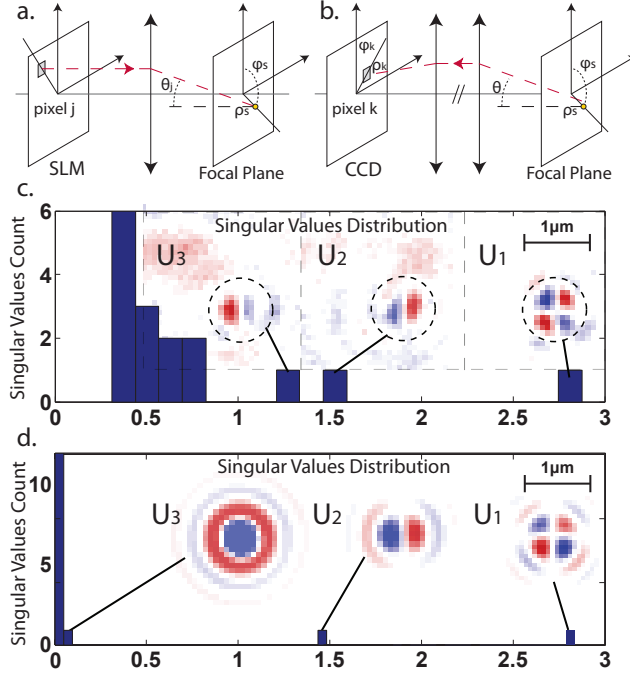 a.
b.
θj
φs
ρs
pixel j
SLM
Focal Plane
φk
ρk
θ
φs
ρs
pixel k
CCD
Focal Plane
c.
Singular Values Distribution
Singular Values Count
6
4
2
0
U3
U2
U1
1μm
0 0.5 1 1.5 2 2.5 3
d.
Singular Values Distribution
Singular Values Count
10
5
0
U3
U2
U1
1μm
0 0.5 1 1.5 2 2.5 3